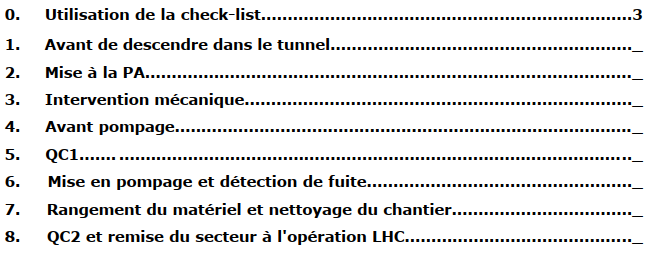 0. Utilisation de la check-list...............................................................................3
1. Avant de descendre dans le tunnel................................................................_
2. Mise à la PA......................................................................................................_
3. Intervention mécanique..................................................................................._
4. Avant pompage................................................................................................_
5. QC1....... ..........................................................................................................._
6. Mise en pompage et détection de fuite........................................................._
7. Rangement du matériel et nettoyage du chantier......................................._
8. QC2 et remise du secteur à l'opération LHC................................................._